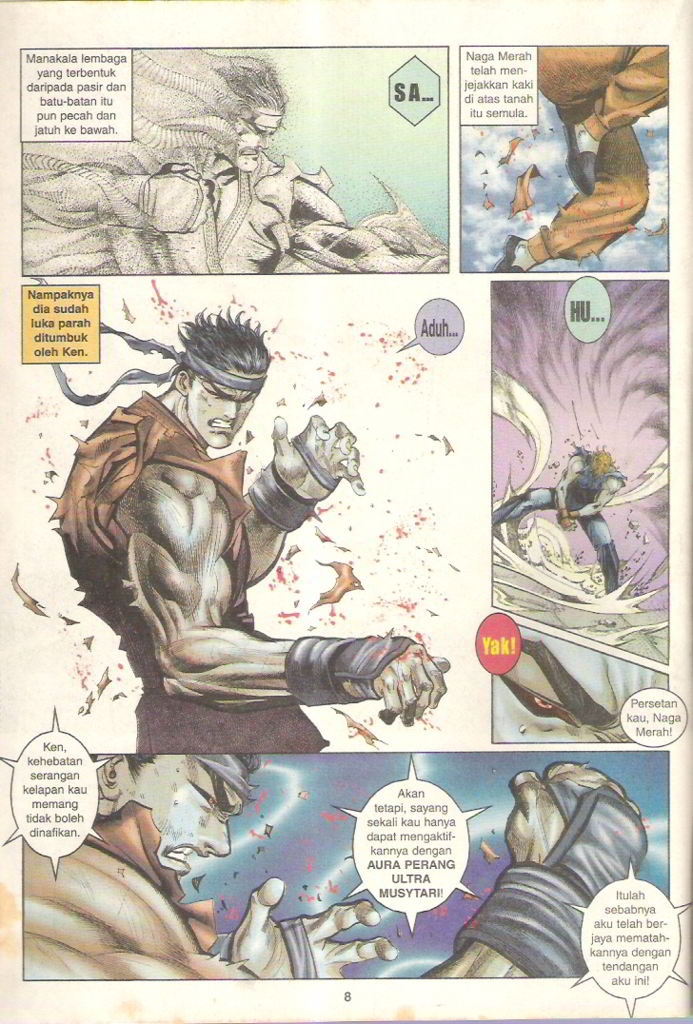 Manakala lembaga
yang terbentuk
daripada pasir dan
batu-batan itu
pun pecah dan
jatuh ke bawah.
SA...
Naga Merah
telah men-
jejakkan kaki
di atas tanah
itu semula.
Nampaknya
dia sudah
luka parah
ditumbuk
oleh Ken.
Aduh...
HU...
Yak!
Persetan
kau, Naga
Merah!
Ken,
kehebatan
serangan
kelapan kau
memang
tidak boleh
dinafikan.
Akan
tetapi, sayang
sekali kau hanya
dapat mengaktif-
kannya dengan
AURA PERANG
ULTRA
MUSYTARI!
Itulah
sebabnya
aku telah ber-
jaya mematah-
kannya dengan
tendangan
aku ini!
8